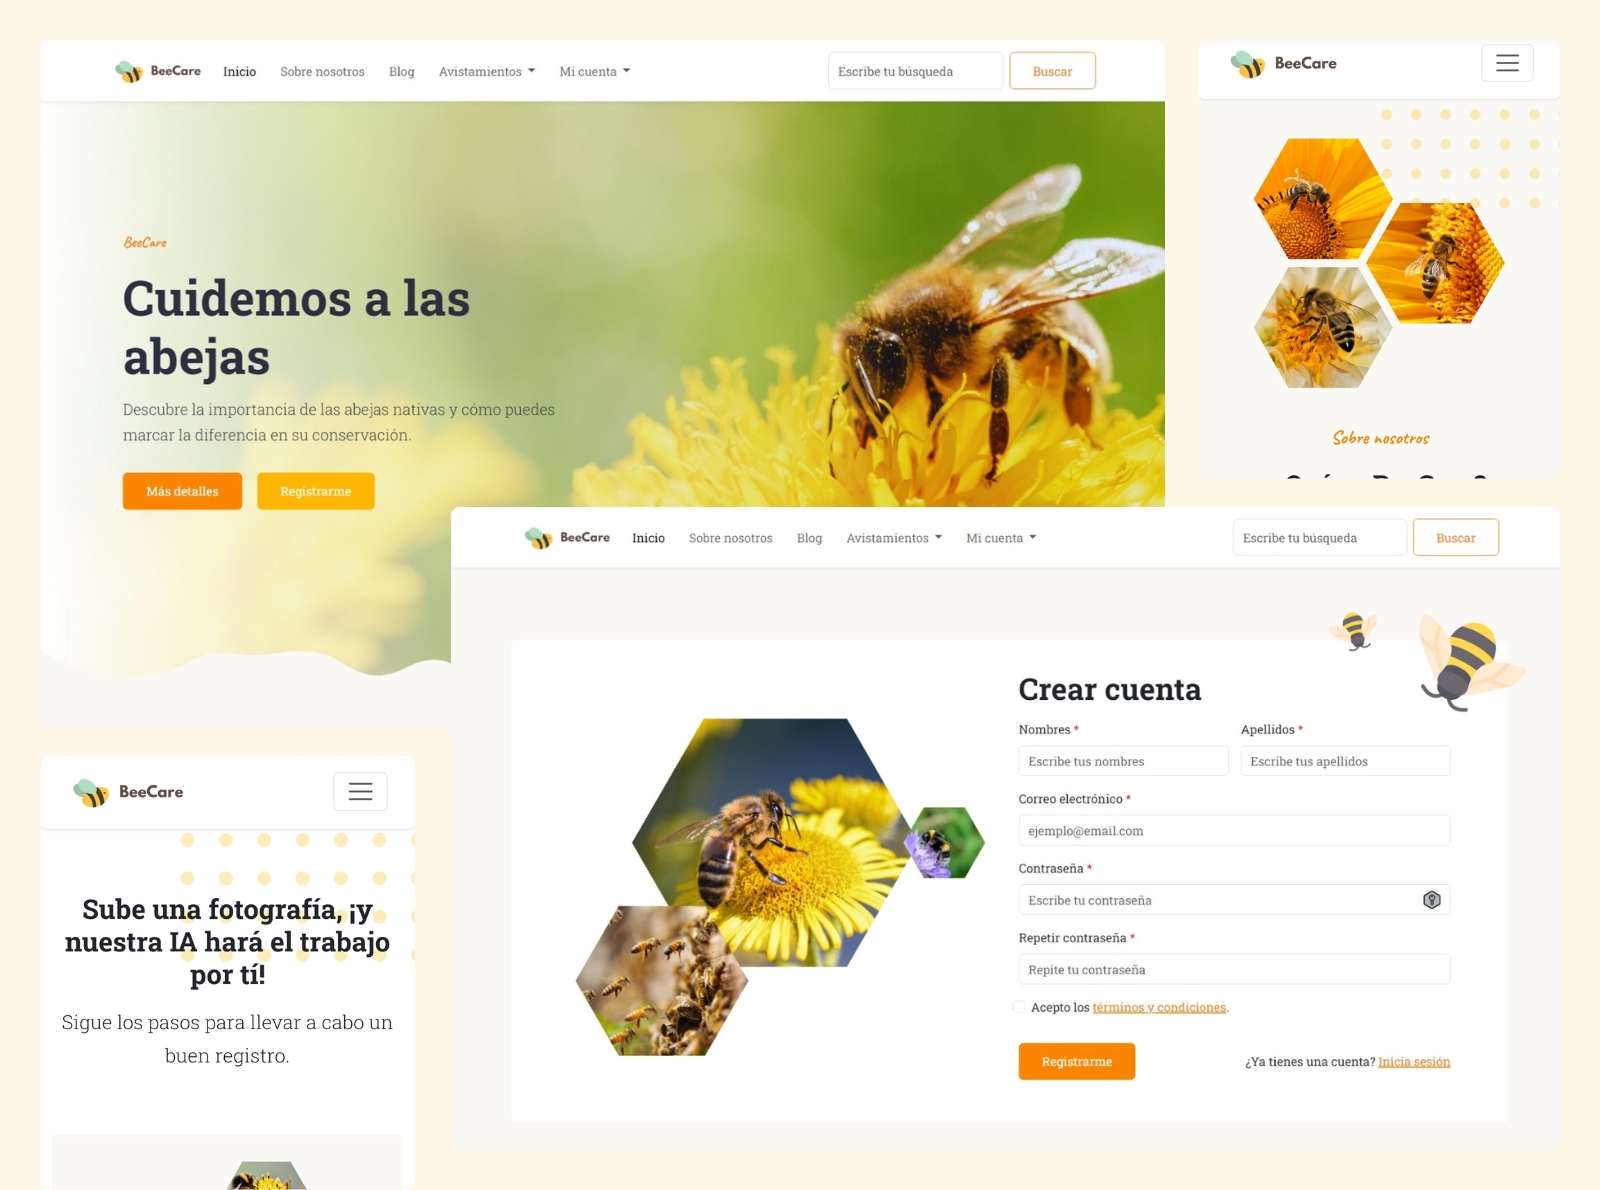 BeeCare
Inicio
Sobre nosotros
Blog
Avistamientos
Mi cuenta
Escribe tu búsqueda
Buscar
BeeCare
Cuidemos a las
abejas
Descubre la importancia de las abejas nativas y cómo puedes
marcar la diferencia en su conservación.
Más detalles
Registrarme
BeeCare
Sobre nosotros
BeeCare
Inicio
Sobre nosotros
Blog
Avistamientos
Mi cuenta
Escribe tu búsqueda
Buscar
Crear cuenta
Nombres *
Apellidos *
Escribe tus nombres
Escribe tus apellidos
Correo electrónico *
ejemplo@email.com
Contraseña *
Escribe tu contraseña
Repetir contraseña *
Repite tu contraseña
Acepto los términos y condiciones.
Registrarme
¿Ya tienes una cuenta? Inicia sesión
BeeCare
Sube una fotografía, ¡y
nuestra IA hará el trabajo
por tí!
Sigue los pasos para llevar a cabo un
buen registro.